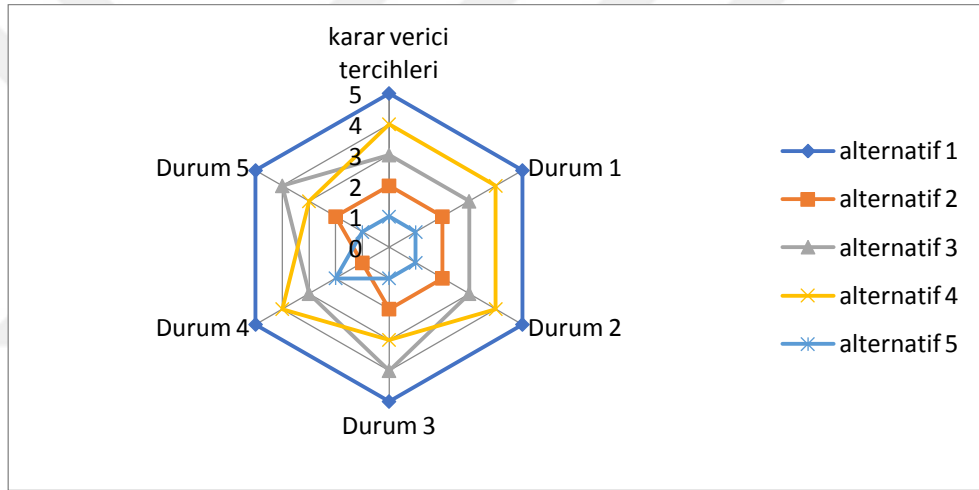 karar verici
tercihleri
5
4
3
2
1
0
Durum 1
Durum 2
Durum 3
Durum 4
Durum 5
alternatif 1
alternatif 2
alternatif 3
alternatif 4
alternatif 5